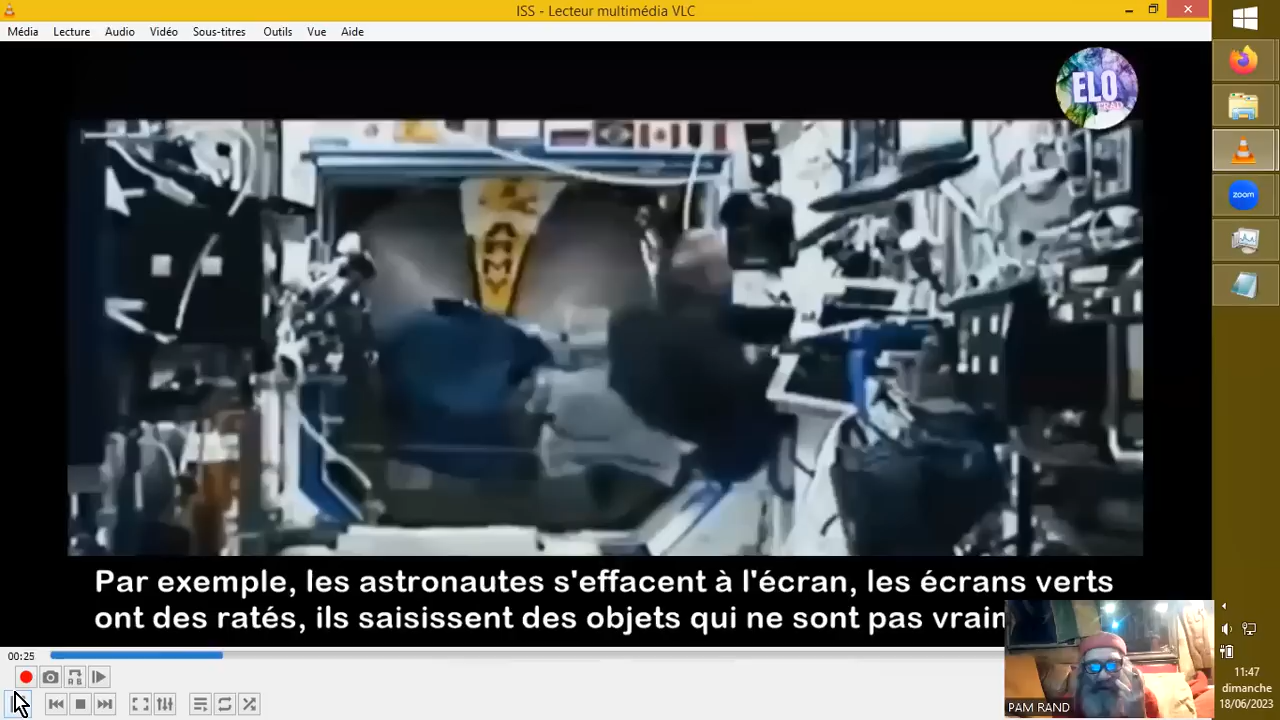 ISS - Lecteur multimédia VLC
Média Lecture Audio Vidéo Sous-titres Outils Vue Aide
ELO
TRAD
Par exemple, les astronautes s'effacent à l'écran, les écrans verts
ont des ratés, ils saisissent des objets qui ne sont pas
00:25
zoom
PAM RAND
11:47
dimanche
18/06/2023